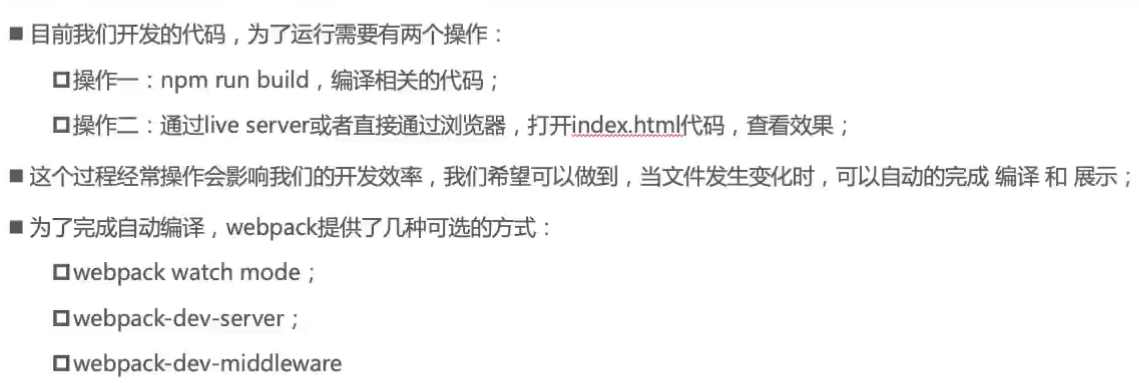 ■ 目前我们开发的代码，为了运行需要有两个操作：
□操作一：npm run build，编译相关的代码；
□操作二：通过live server或者直接通过浏览器，打开index.html代码，查看效果；
■ 这个过程经常操作会影响我们的开发效率，我们希望可以做到，当文件发生变化时，可以自动的完成 编译 和 展示；
■ 为了完成自动编译，webpack提供了几种可选的方式：
□webpack watch mode；
□webpack-dev-server；
□webpack-dev-middleware